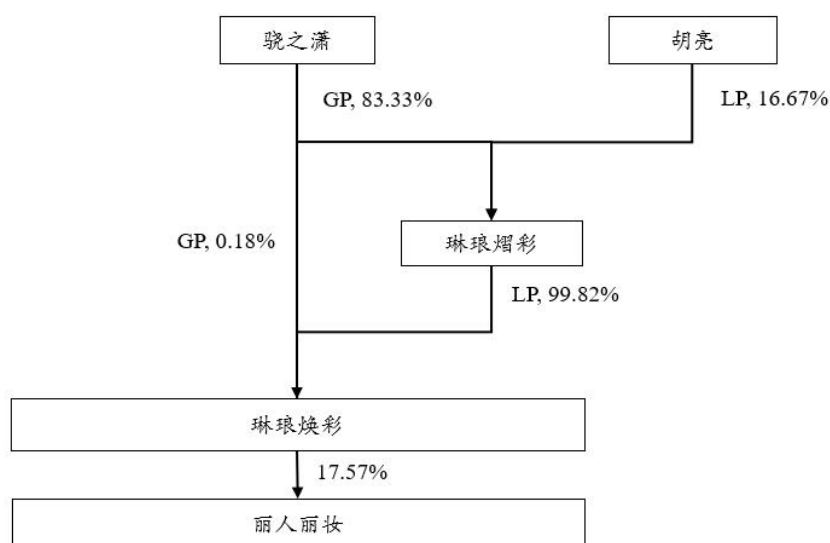 骁之潇
胡亮
GP, 83.33%
LP, 16.67%
琳琅熠彩
GP, 0.18%
LP, 99.82%
琳琅焕彩
17.57%
丽人丽妆